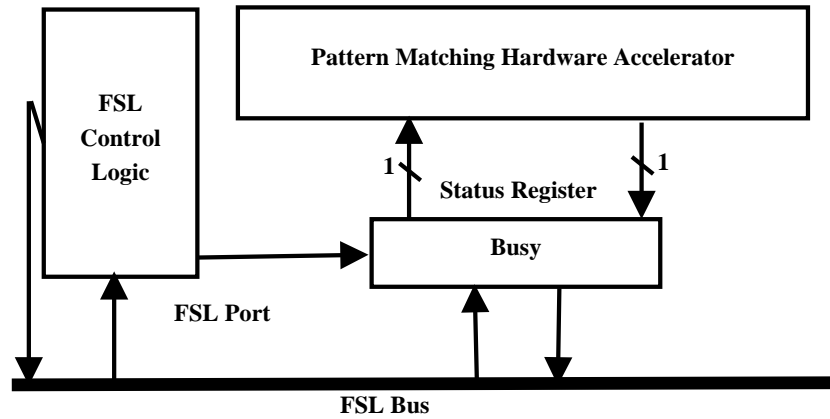 Pattern Matching Hardware Accelerator
FSL
Control
Logic
1
1
Status Register
Busy
FSL Port
FSL Bus